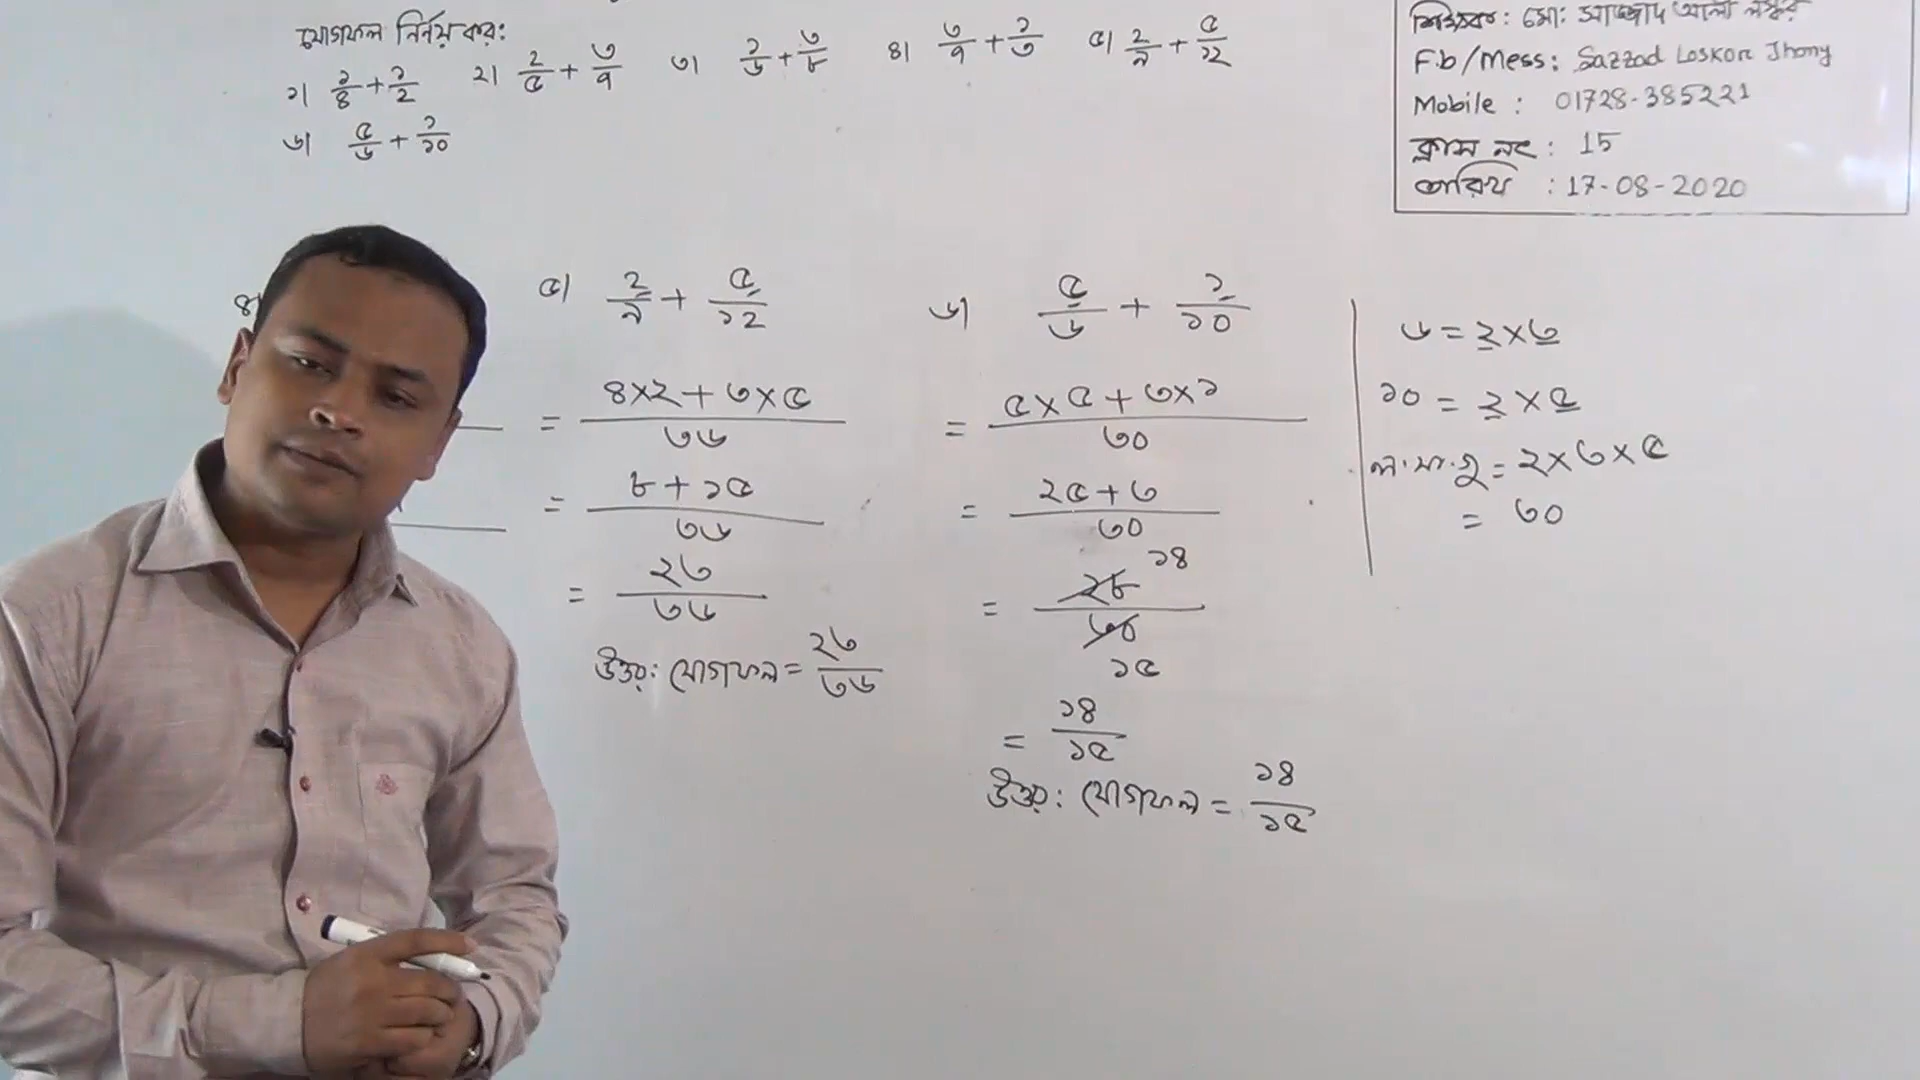 যোগফল নির্নয় কর:
১। ১/৪ + ১/২ ২। ২/৫ + ৩/৭ ৩। ১/৬ + ৩/৮ ৪। ৩/৭ + ১/৩ ৫। ২/৯ + ৫/১২
৬। ৫/৬ + ১/১০
শিক্ষক: মো: সাজ্জাদ আলী লস্কর
F.b/Mess: Sazzad Loskor Jhony
Mobile: 01728-385221
ক্লাস নং: 15
তারিখ: 17-08-2020
৪।
৫। ২/৯ + ৫/১২
= ৪×২+৩×৫/৩৬
= ৮+১৫/৩৬
= ২৩/৩৬
উত্তর: যোগফল = ২৩/৩৬
৬। ৫/৬ + ১/১০
= ৫×৫+৩×১/৩০
= ২৫+৩/৩০
= ২৮/৩০ ১৪ ১৫
= ১৪/১৫
উত্তর: যোগফল = ১৪/১৫
৬ = ২×৩
১০ = ২×৫
ল.সা.গু = ২×৩×৫
= ৩০